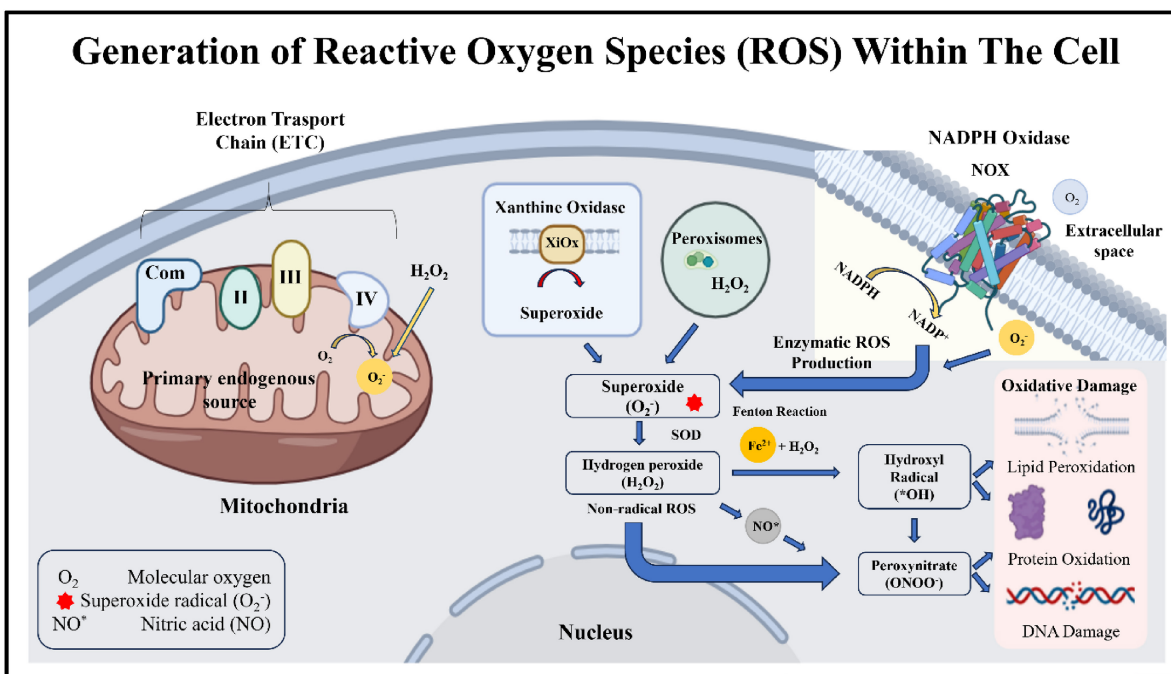 Generation of Reactive Oxygen Species (ROS) Within The Cell
Electron Trasport
Chain (ETC)
Com
II
III
IV
H₂O₂
O₂
O₂⁻
Primary endogenous
source
Mitochondria
Xanthine Oxidase
XiOx
Superoxide
Peroxisomes
H₂O₂
NADPH Oxidase
NOX
O₂
Extracellular
space
NADPH
NADP⁺
O₂⁻
Enzymatic ROS
Production
Superoxide
(O₂⁻)
SOD
Fenton Reaction
Fe²⁺ + H₂O₂
Hydrogen peroxide
(H₂O₂)
Non-radical ROS
NO*
Hydroxyl
Radical
(*OH)
Peroxynitrate
(ONOO⁻)
Oxidative Damage
Lipid Peroxidation
Protein Oxidation
DNA Damage
Nucleus
O₂ Molecular oxygen
Superoxide radical (O₂⁻)
NO* Nitric acid (NO)